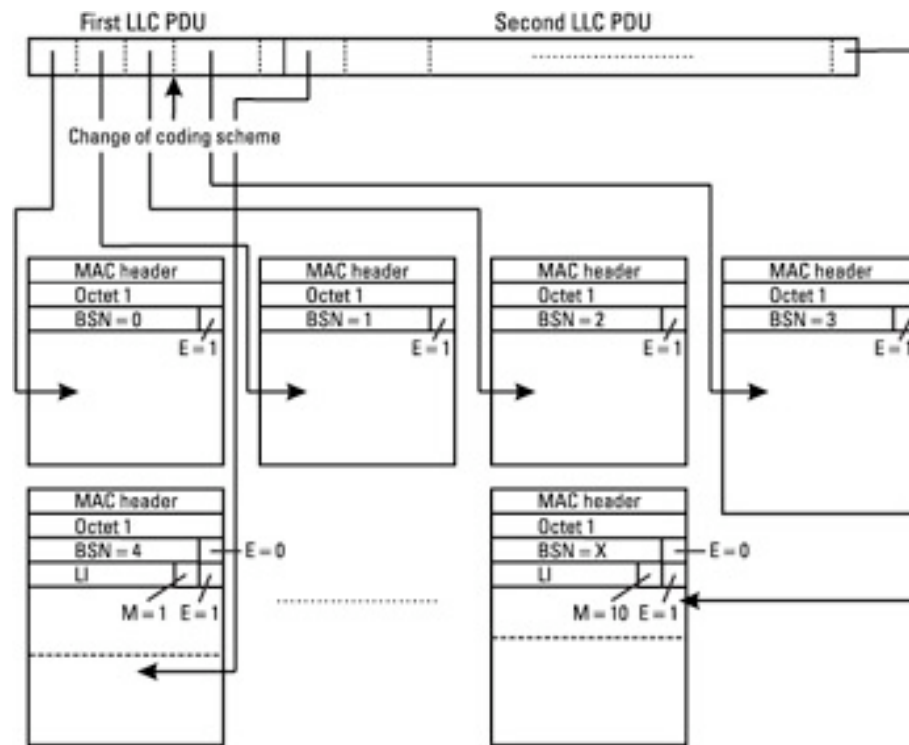 First LLC PDU
Second LLC PDU
Change of coding scheme
MAC header
Octet 1
BSN = 0
E = 1
MAC header
Octet 1
BSN = 1
E = 1
MAC header
Octet 1
BSN = 2
E = 1
MAC header
Octet 1
BSN = 3
E = 1
MAC header
Octet 1
BSN = 4
E = 0
LI
M = 1
E = 1
MAC header
Octet 1
BSN = X
E = 0
LI
M = 10
E = 1